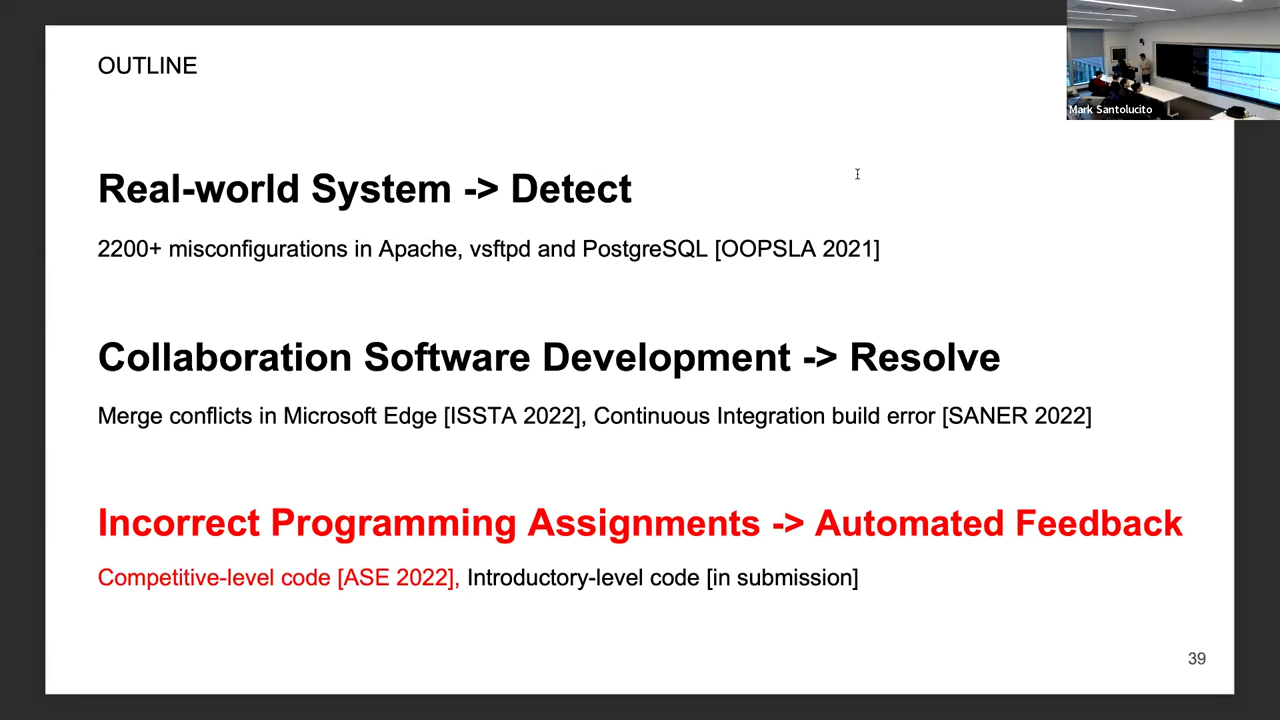 OUTLINE
Mark Santolucito
Real-world System -> Detect
2200+ misconfigurations in Apache, vsftpd and PostgreSQL [OOPSLA 2021]
Collaboration Software Development -> Resolve
Merge conflicts in Microsoft Edge [ISSTA 2022], Continuous Integration build error [SANER 2022]
Incorrect Programming Assignments -> Automated Feedback
Competitive-level code [ASE 2022], Introductory-level code [in submission]
39